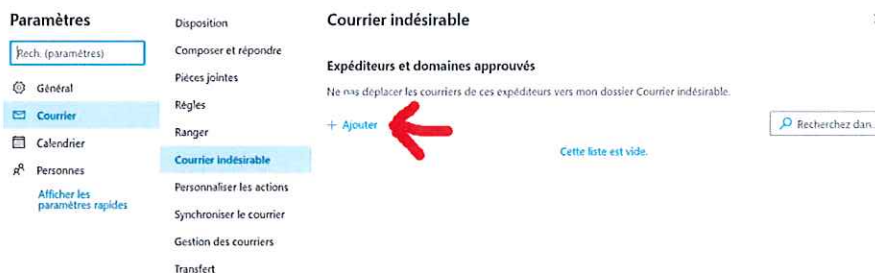 Paramètres
Rech. (paramètres)
Général
Courrier
Calendrier
Personnes
Afficher les
paramètres rapides
Disposition
Composer et répondre
Pièces jointes
Règles
Ranger
Courrier indésirable
Personnaliser les actions
Synchroniser le courrier
Gestion des courriers
Transfert
Courrier indésirable
Expéditeurs et domaines approuvés
Ne pas déplacer les courriers de ces expéditeurs vers mon dossier Courrier indésirable.
+ Ajouter
Recherchez dan...
Cette liste est vide.